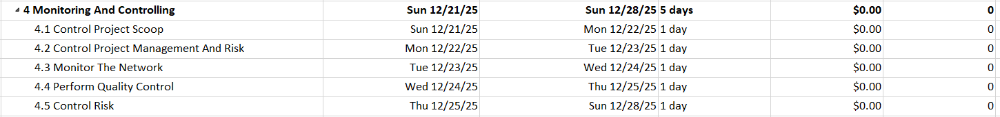 4 Monitoring And Controlling Sun 12/21/25 Sun 12/28/25 5 days $0.00 0
4.1 Control Project Scoop Sun 12/21/25 Mon 12/22/25 1 day $0.00 0
4.2 Control Project Management And Risk Mon 12/22/25 Tue 12/23/25 1 day $0.00 0
4.3 Monitor The Network Tue 12/23/25 Wed 12/24/25 1 day $0.00 0
4.4 Perform Quality Control Wed 12/24/25 Thu 12/25/25 1 day $0.00 0
4.5 Control Risk Thu 12/25/25 Sun 12/28/25 1 day $0.00 0